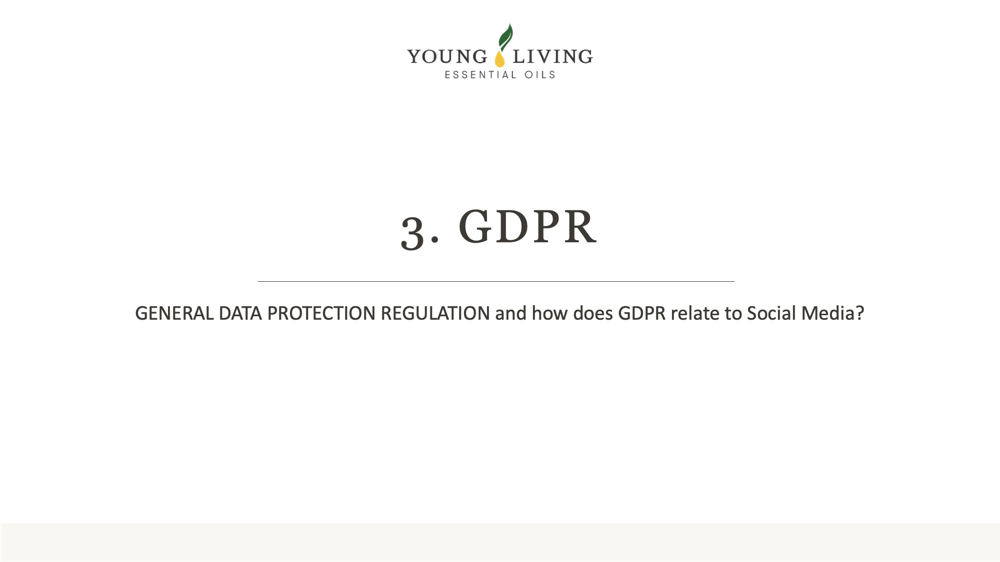 YOUNG LIVING
ESSENTIAL OILS
3. GDPR
GENERAL DATA PROTECTION REGULATION and how does GDPR relate to Social Media?